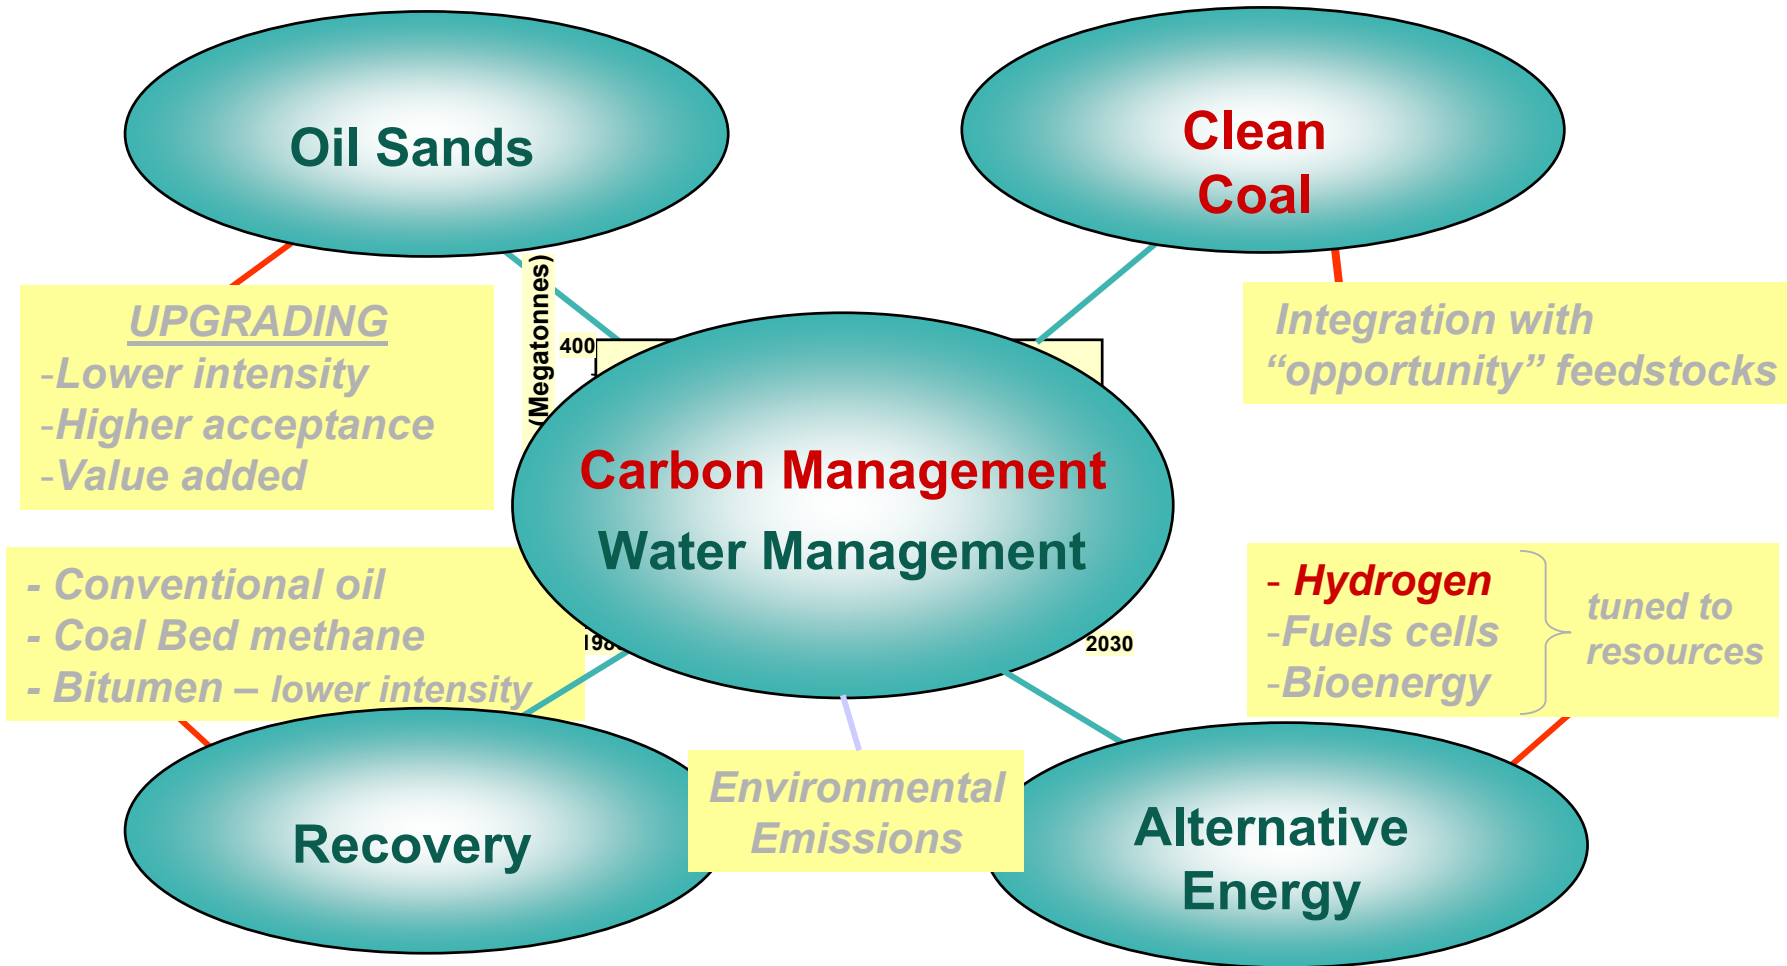 Oil Sands
Clean
Coal
UPGRADING
-Lower intensity
-Higher acceptance
-Value added
(Megatonnes)
400
Integration with
“opportunity” feedstocks
Carbon Management
Water Management
- Conventional oil
- Coal Bed methane
- Bitumen – lower intensity
2030
- Hydrogen
-Fuels cells
-Bioenergy
tuned to
resources
Environmental
Emissions
Recovery
Alternative
Energy